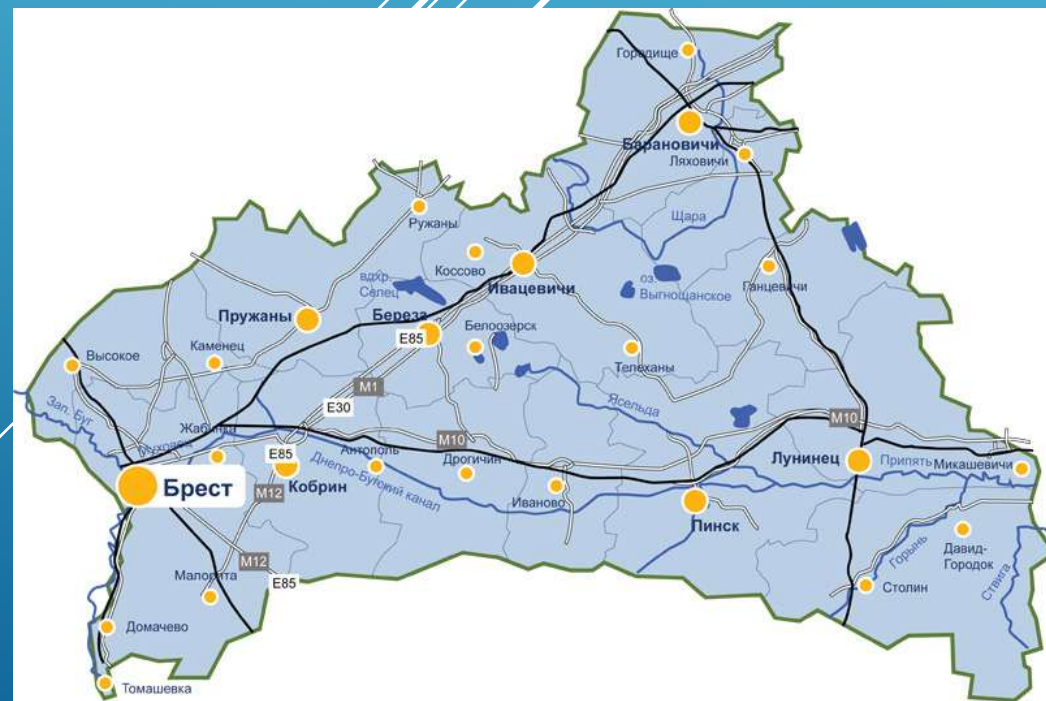 Городище
Барановичи
Ляховичи
Ружаны
Щара
Коссово
вдхр.
Селец
Ивацевичи
оз.
Выгнощанское
Ганцевичи
Пружаны
Береза
Белоозерск
E85
Высокое
Каменец
Телеханы
M1
E30
Ясельда
Зап. Буг
Мухавец
Жабинка
M10
M10
E85
Антополь
Дрогичин
Лунинец
Припять
Микашевичи
Брест
Кобрин
Днепро-Бугский канал
Иваново
M12
Пинск
Давид-
Городок
Горынь
Ствига
M12
E85
Малорита
Столин
Домачево
Томашевка